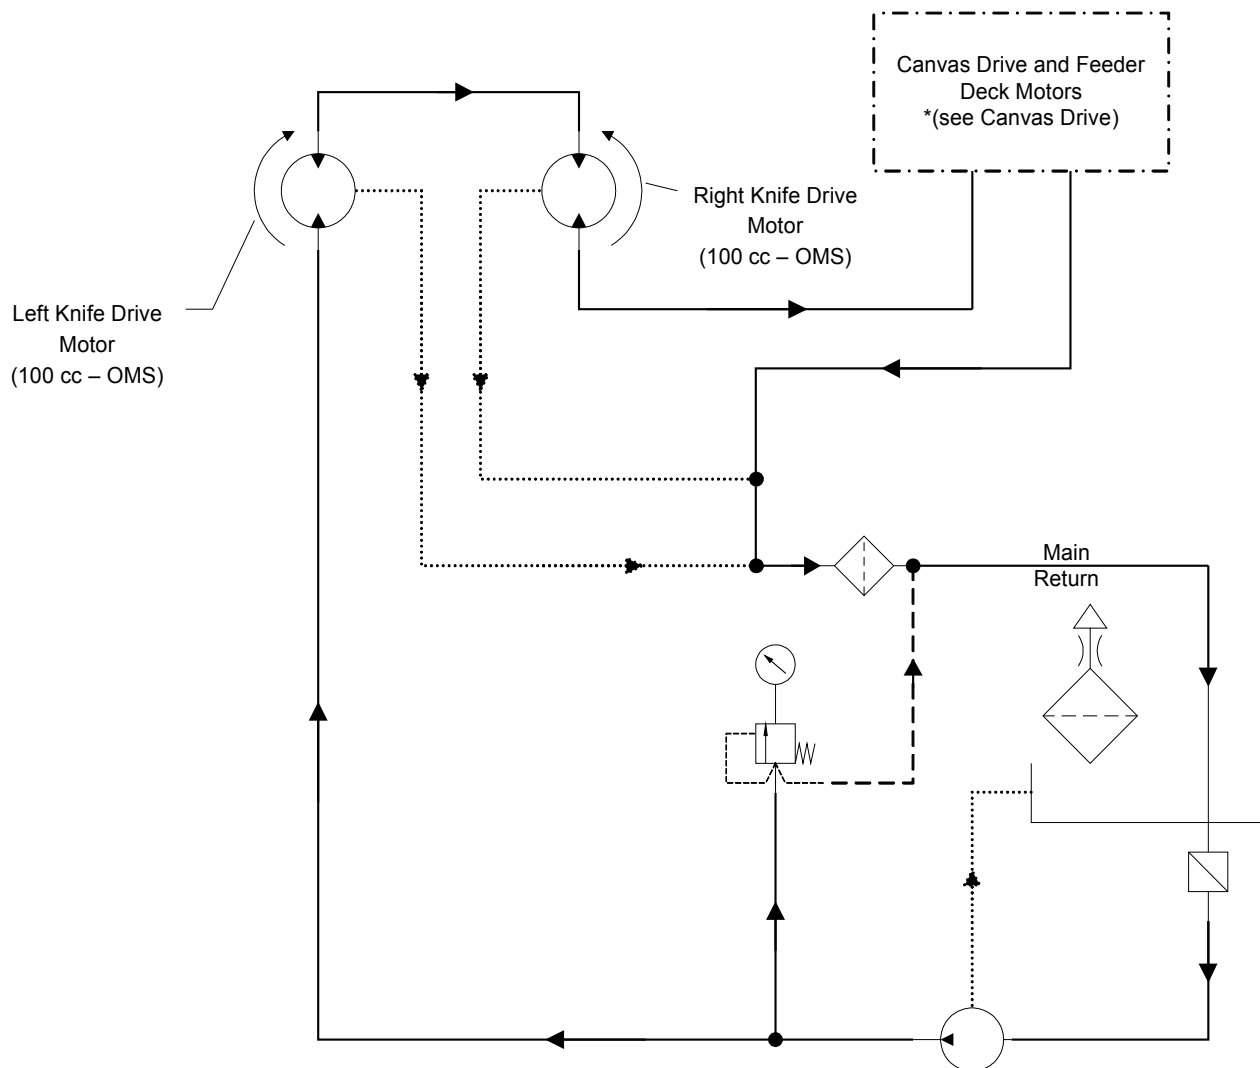 Canvas Drive and Feeder
Deck Motors
*(see Canvas Drive)
Right Knife Drive
Motor
(100 cc – OMS)
Left Knife Drive
Motor
(100 cc – OMS)
Main
Return